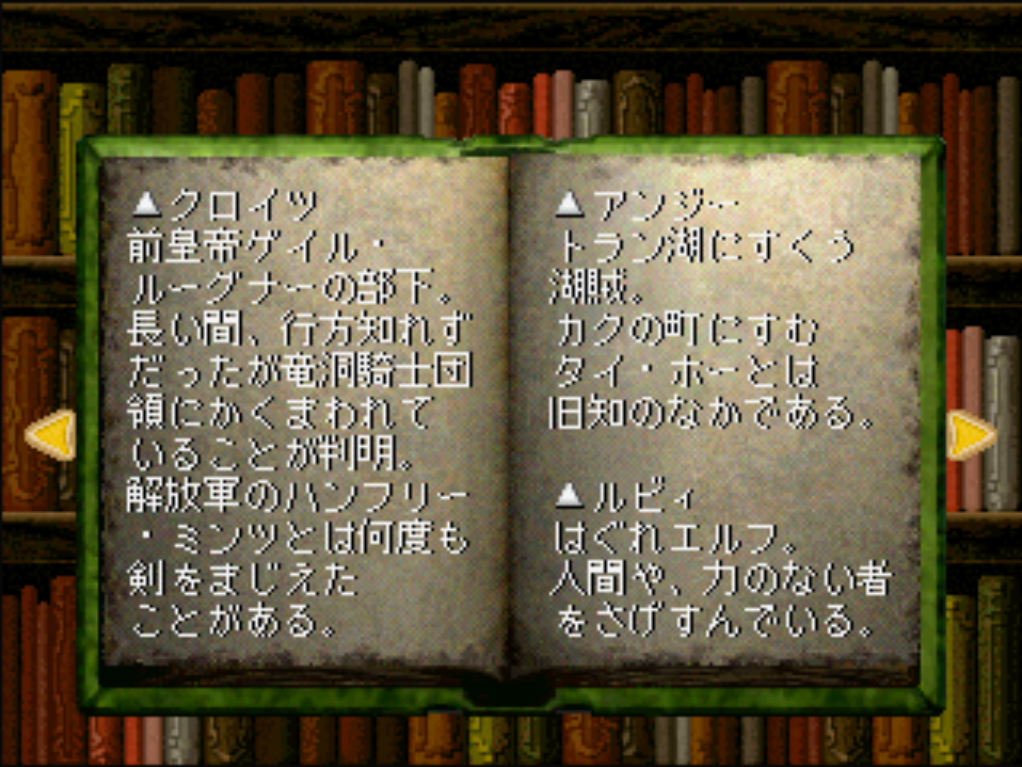 ▲クロイツ
前皇帝ゲイル・
ルーグナーの部下。
長い間、行方知れず
だったが竜洞騎士団
領にかくまわれて
いることが判明。
解放軍のハンフリー
・ミンツとは何度も
剣をまじえた
ことがある。
▲アンジー
トラン湖にすくう
湖賊。
カクの町にすむ
タイ・ホーとは
旧知のなかである。
▲ルビィ
はぐれエルフ。
人間や、力のない者
をさげすんでいる。